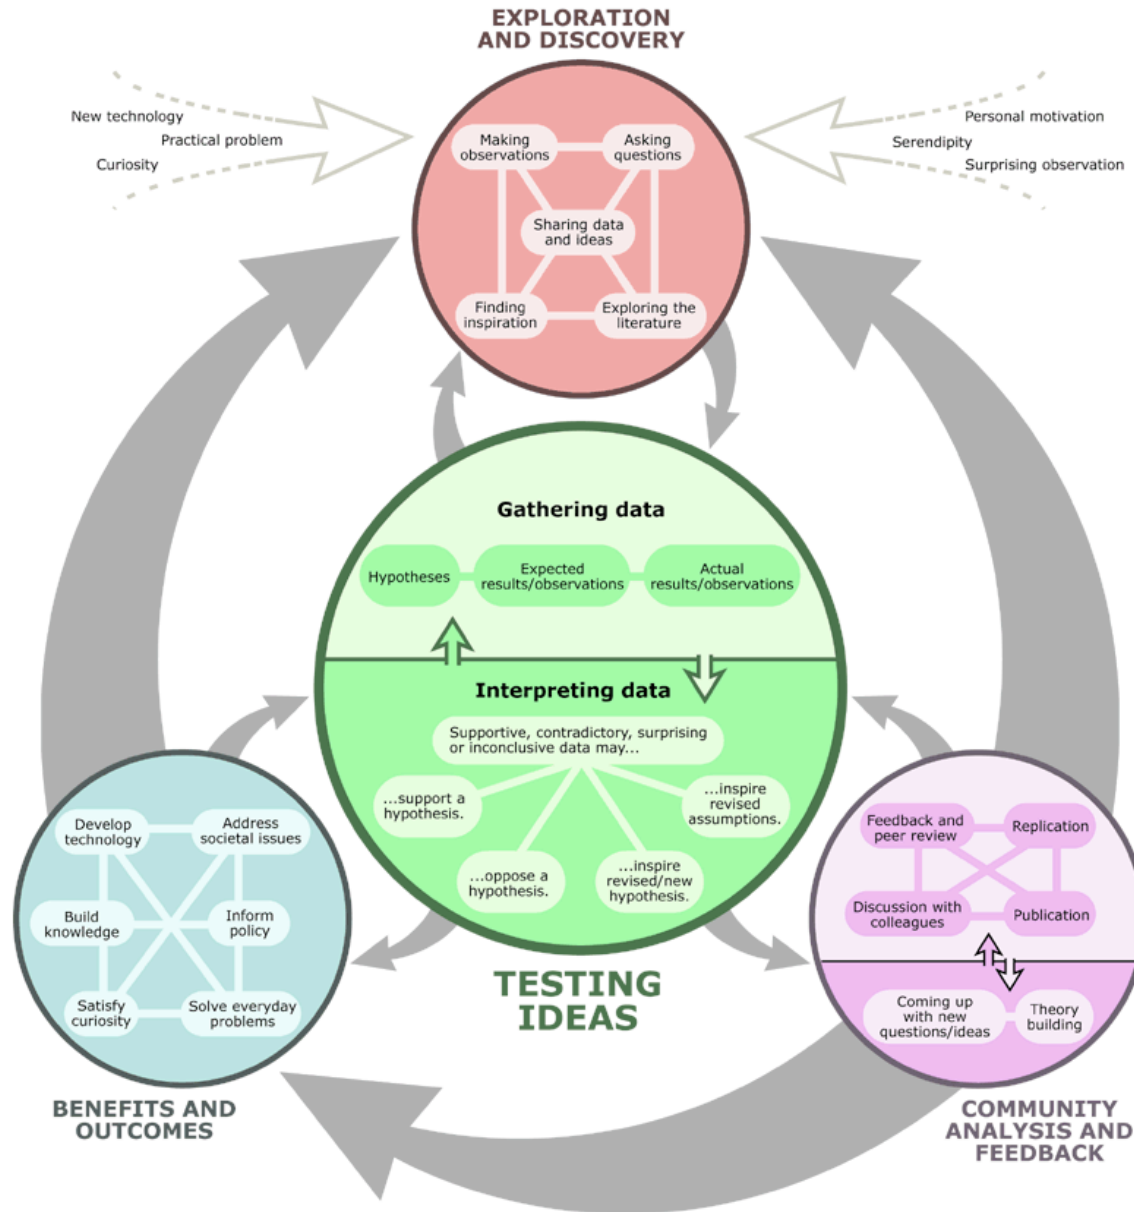 EXPLORATION
AND DISCOVERY
New technology
Practical problem
Curiosity
Personal motivation
Serendipity
Surprising observation
Making
observations
Asking
questions
Sharing data
and ideas
Finding
inspiration
Exploring the
literature
Gathering data
Hypotheses
Expected
results/observations
Actual
results/observations
Interpreting data
Supportive, contradictory, surprising
or inconclusive data may...
...support a
hypothesis.
...inspire
revised
assumptions.
...oppose a
hypothesis.
...inspire
revised/new
hypothesis.
TESTING
IDEAS
Develop
technology
Address
societal issues
Build
knowledge
Inform
policy
Satisfy
curiosity
Solve everyday
problems
BENEFITS AND
OUTCOMES
Feedback and
peer review
Replication
Discussion with
colleagues
Publication
Coming up
with new
questions/ideas
Theory
building
COMMUNITY
ANALYSIS AND
FEEDBACK